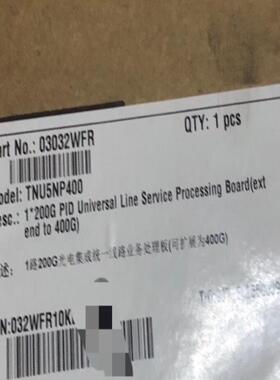 art No.: 03032WFR
QTY: 1 pcs
odel: TNU5NP400
esc.: 1*200G PID Universal Line Service Processing Board(ext
end to 400G)
述: 1路200G光电集成统一线路业务处理板(可扩展为400G)
N:032WFR10K